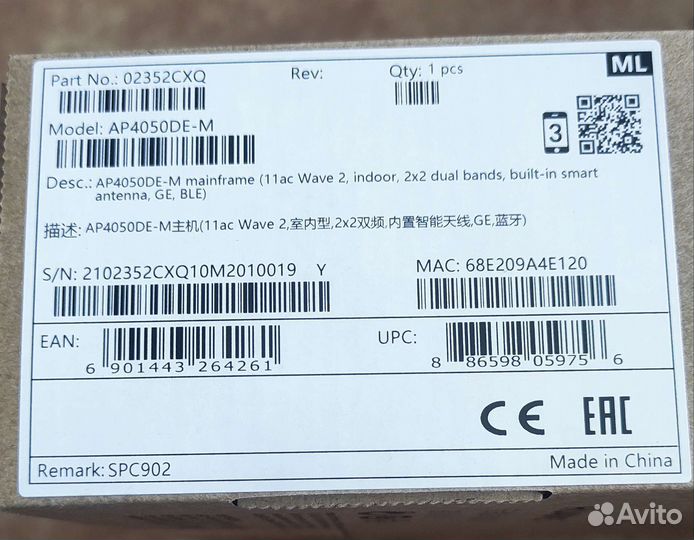 Part No.: 02352CXQ
Rev:
Qty: 1 pcs
ML
Model: AP4050DE-M
3
Desc.: AP4050DE-M mainframe (11ac Wave 2, indoor, 2x2 dual bands, built-in smart
antenna, GE, BLE)
描述: AP4050DE-M主机(11ac Wave 2,室内型,2x2双频,内置智能天线,GE,蓝牙)
S/N: 2102352CXQ10M2010019 Y
MAC: 68E209A4E120
EAN:
6 901443 264261
UPC:
8 86598 05975 6
CE EAC
Remark: SPC902
Made in China
Avito